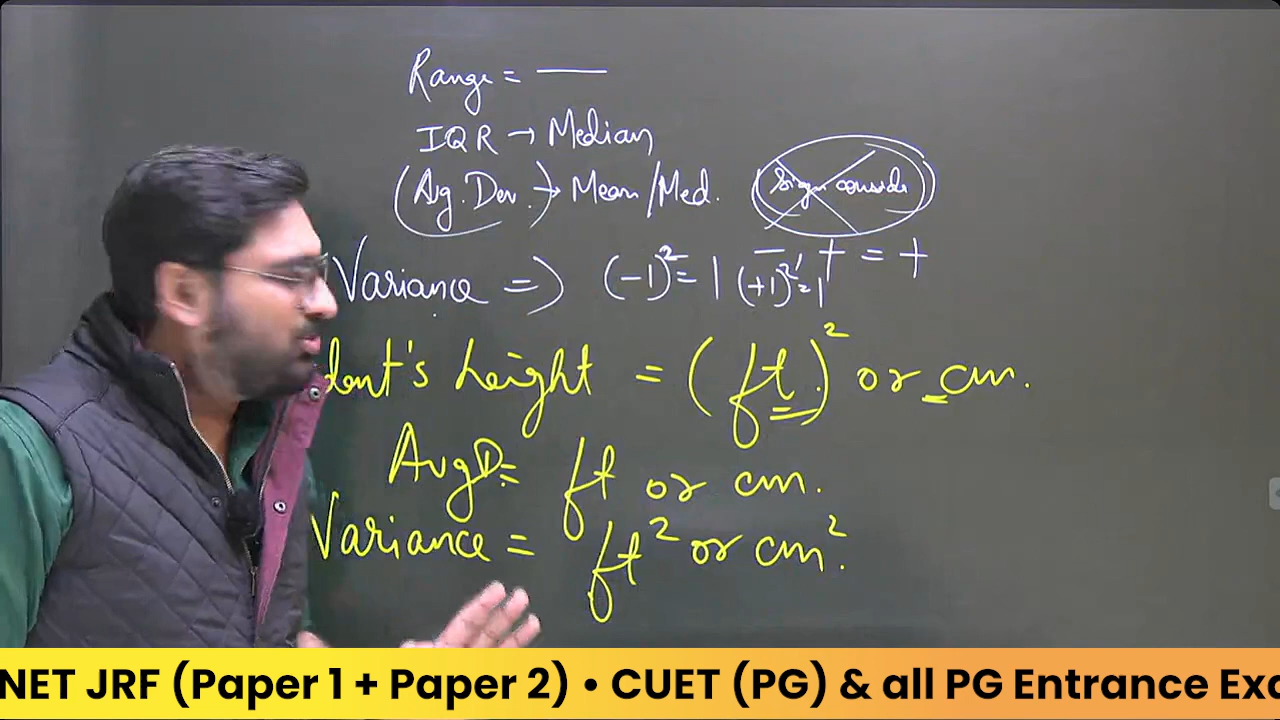 Range = —
IQR → Median
(Avg. Dev.) → Mean/Med. Sign consider
Variance => (-1)²= 1 (+1)²=1 - + = +
dent's height = (ft.)² or cm.
AvgD.= ft or cm.
Variance = ft² or cm².
NET JRF (Paper 1 + Paper 2) • CUET (PG) & all PG Entrance Exa